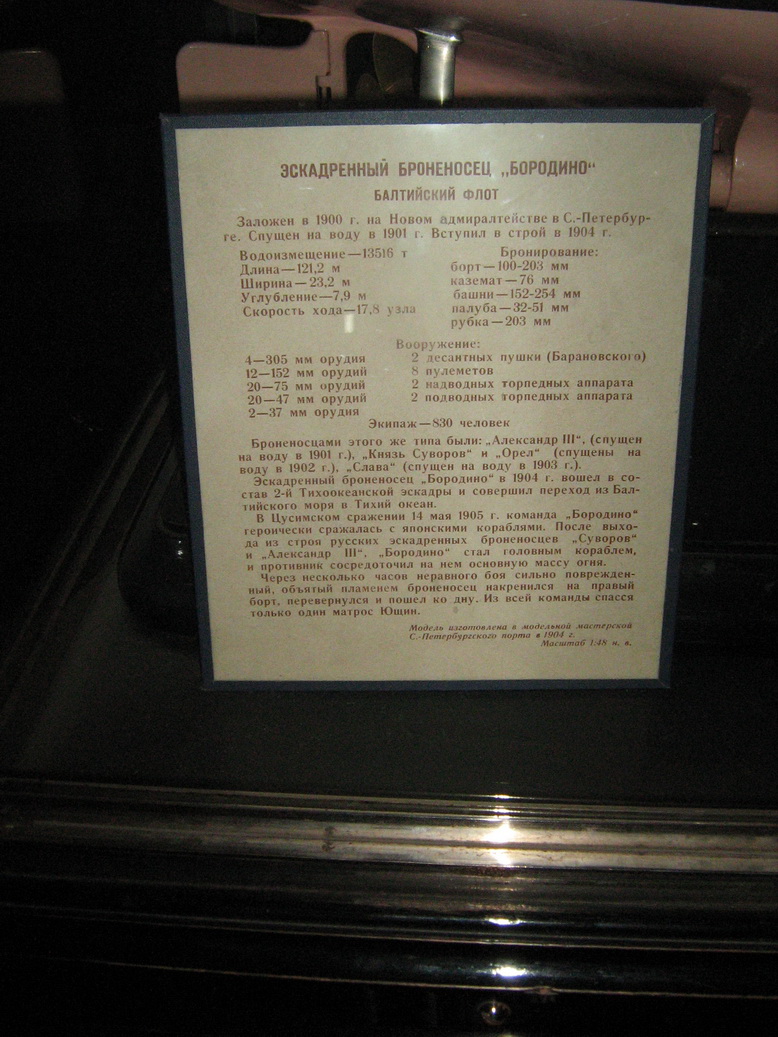 ЭСКАДРЕННЫЙ БРОНЕНОСЕЦ „БОРОДИНО“
БАЛТИЙСКИЙ ФЛОТ
Заложен в 1900 г. на Новом адмиралтействе в С.-Петербур-
ге. Спущен на воду в 1901 г. Вступил в строй в 1904 г.
Водоизмещение—13516 т
Длина—121,2 м
Ширина—23,2 м
Углубление—7,9 м
Скорость хода—17,8 узла
Бронирование:
борт—100-203 мм
каземат—76 мм
башни—152-254 мм
палуба—32-51 мм
рубка—203 мм
Вооружение:
4—305 мм орудия
12—152 мм орудий
20—75 мм орудий
20—47 мм орудий
2—37 мм орудия
2 десантных пушки (Барановского)
8 пулеметов
2 надводных торпедных аппарата
2 подводных торпедных аппарата
Экипаж—830 человек
Броненосцами этого же типа были: „Александр III“, (спущен
на воду в 1901 г.), „Князь Суворов“ и „Орел“ (спущены на
воду в 1902 г.), „Слава“ (спущен на воду в 1903 г.).
Эскадренный броненосец „Бородино“ в 1904 г. вошел в со-
став 2-й Тихоокеанской эскадры и совершил переход из Бал-
тийского моря в Тихий океан.
В Цусимском сражении 14 мая 1905 г. команда „Бородино“
героически сражалась с японскими кораблями. После выхо-
да из строя русских эскадренных броненосцев „Суворов“
и „Александр III“, „Бородино“ стал головным кораблем,
и противник сосредоточил на нем основную массу огня.
Через несколько часов неравного боя сильно поврежден-
ный, объятый пламенем броненосец накренился на правый
борт, перевернулся и пошел ко дну. Из всей команды спасся
только один матрос Ющин.
Модель изготовлена в модельной мастерской
С.-Петербургского порта в 1904 г.
Масштаб 1:48 н. в.